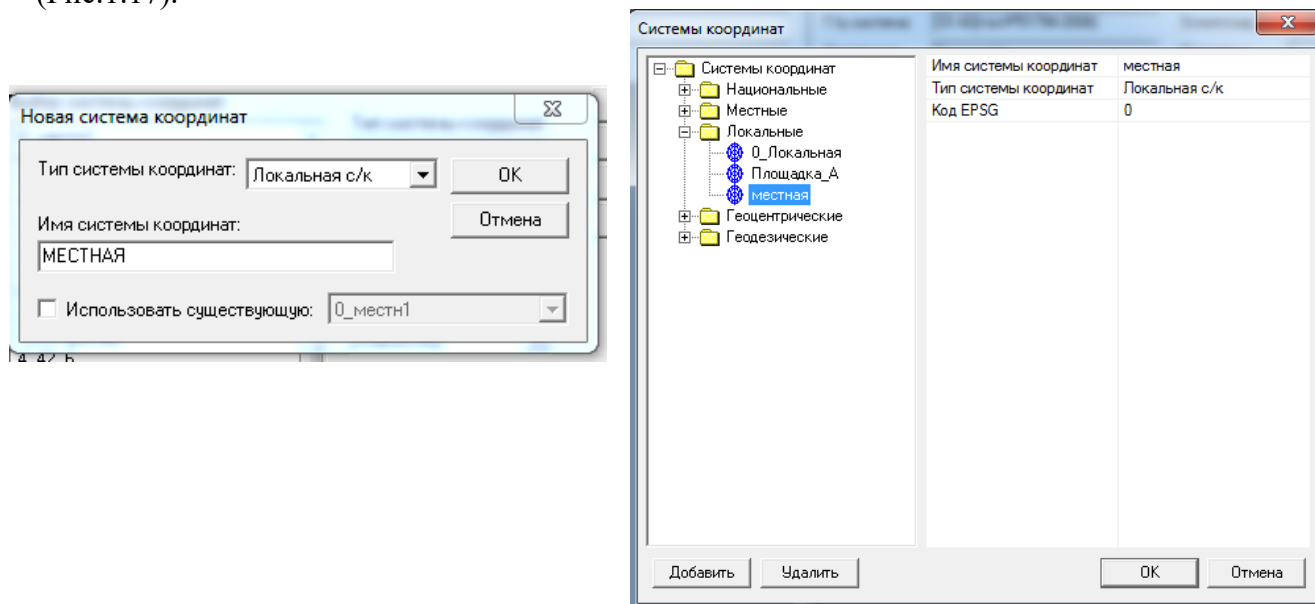 (Рис.1.17).
Новая система координат
Тип системы координат: Локальная с/к
OK
Имя системы координат:
Отмена
МЕСТНАЯ
Использовать существующую: 0_местн1
4_42_6
Системы координат
Системы координат
Национальные
Местные
Локальные
0_Локальная
Площадка_А
местная
Геоцентрические
Геодезические
Имя системы координат местная
Тип системы координат Локальная с/к
Код EPSG 0
Добавить Удалить OK Отмена